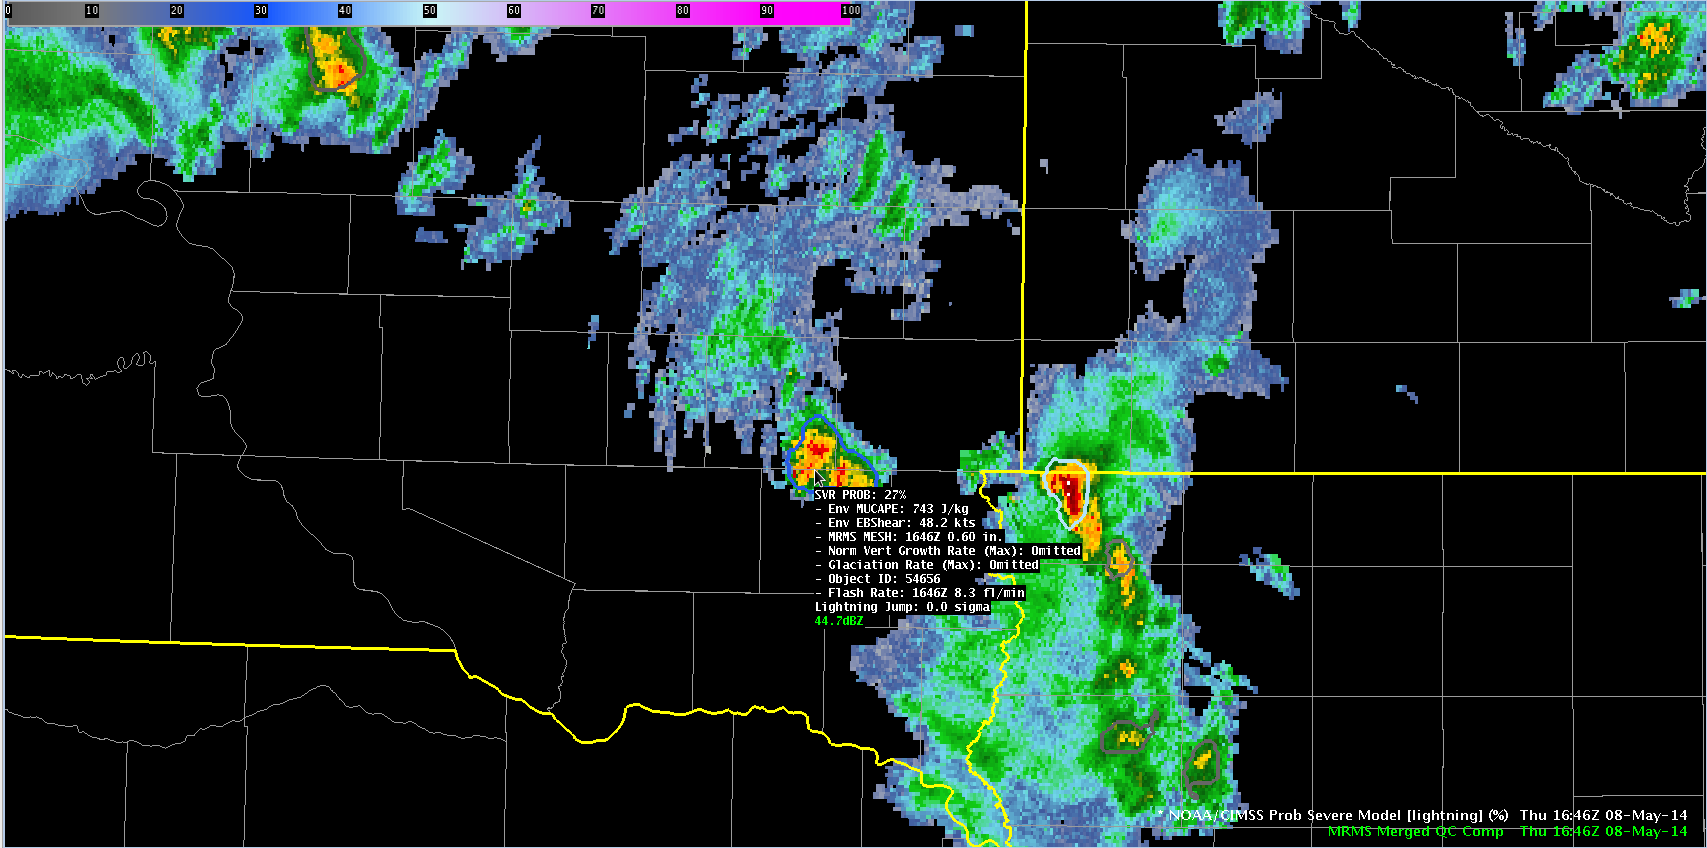 0 10 20 30 40 50 60 70 80 90 100
SVR PROB: 27%
- Env MUCAPE: 743 J/kg
- Env EBShear: 48.2 kts
- MRMS MESH: 1646Z 0.60 in.
- Norm Vert Growth Rate (Max): Omitted
- Glaciation Rate (Max): Omitted
- Object ID: 54656
- Flash Rate: 1646Z 8.3 fl/min
Lightning Jump: 0.0 sigma
44.7dBZ
* NOAA/CIMSS Prob Severe Model [lightning] (%) Thu 16:46Z 08-May-14
MRMS Merged QC Comp Thu 16:46Z 08-May-14